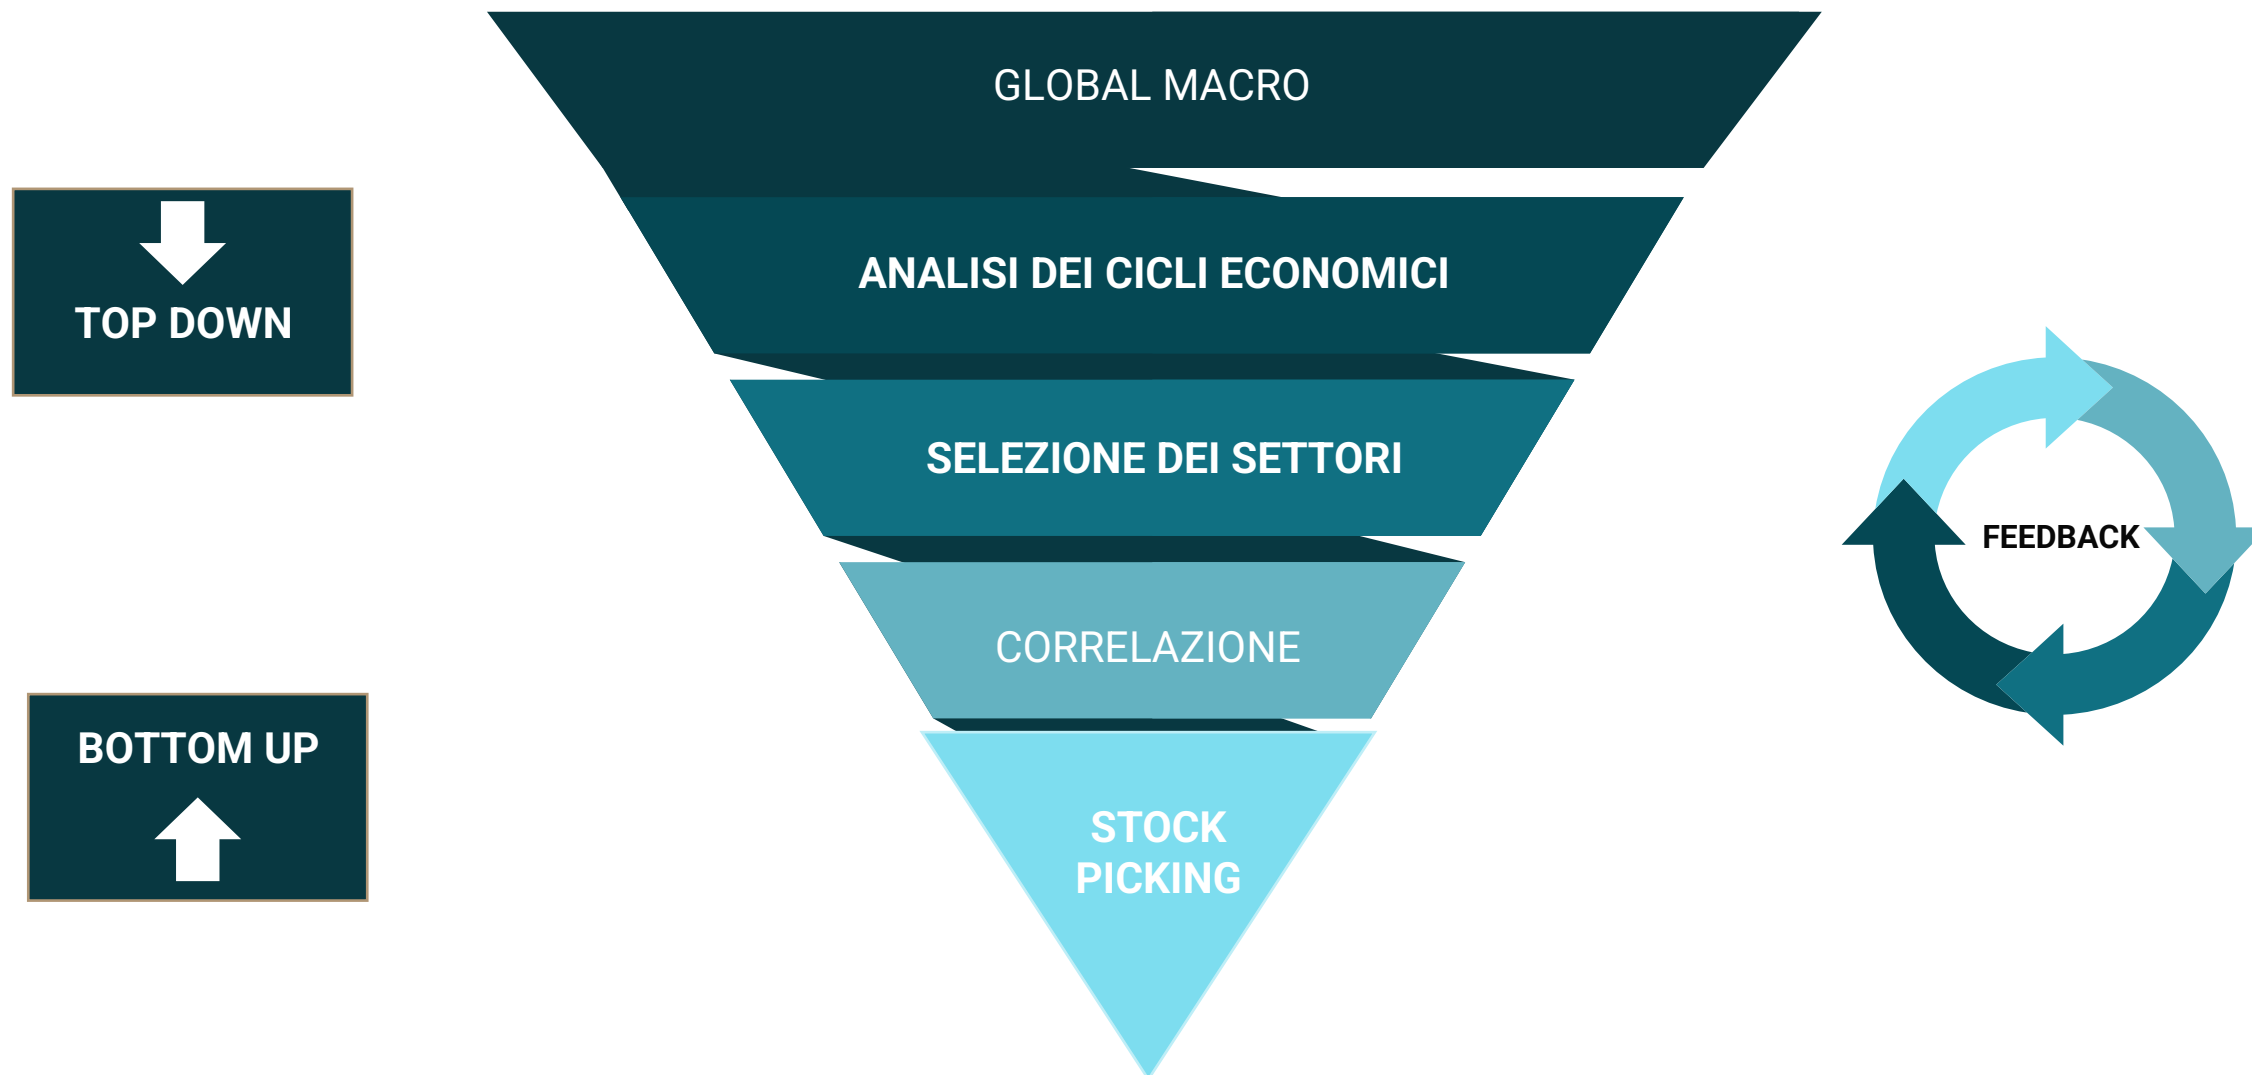 GLOBAL MACRO
TOP DOWN
ANALISI DEI CICLI ECONOMICI
SELEZIONE DEI SETTORI
FEEDBACK
CORRELAZIONE
BOTTOM UP
STOCK
PICKING